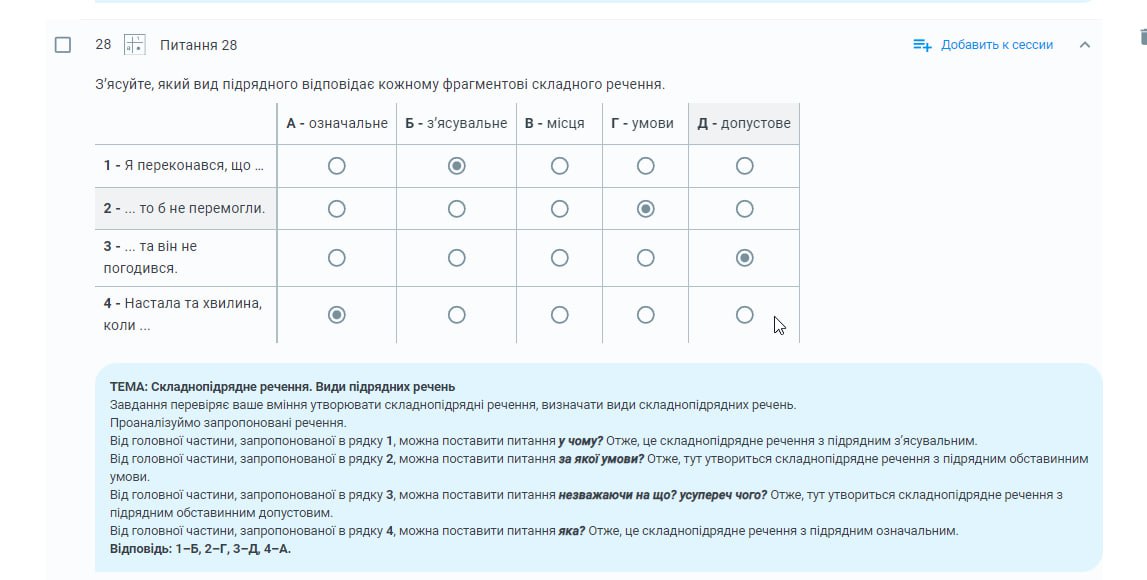 28 Питання 28 Добавить к сессии
З’ясуйте, який вид підрядного відповідає кожному фрагментові складного речення.
А - означальне Б - з’ясувальне В - місця Г - умови Д - допустове
1 - Я переконався, що ...
2 - ... то б не перемогли.
3 - ... та він не
погодився.
4 - Настала та хвилина,
коли ...
ТЕМА: Складнопідрядне речення. Види підрядних речень
Завдання перевіряє ваше вміння утворювати складнопідрядні речення, визначати види складнопідрядних речень.
Проаналізуймо запропоновані речення.
Від головної частини, запропонованої в рядку 1, можна поставити питання у чому? Отже, це складнопідрядне речення з підрядним з’ясувальним.
Від головної частини, запропонованої в рядку 2, можна поставити питання за якої умови? Отже, тут утвориться складнопідрядне речення з підрядним обставинним
умови.
Від головної частини, запропонованої в рядку 3, можна поставити питання незважаючи на що? усупереч чого? Отже, тут утвориться складнопідрядне речення з
підрядним обставинним допустовим.
Від головної частини, запропонованої в рядку 4, можна поставити питання яка? Отже, це складнопідрядне речення з підрядним означальним.
Відповідь: 1–Б, 2–Г, 3–Д, 4–А.